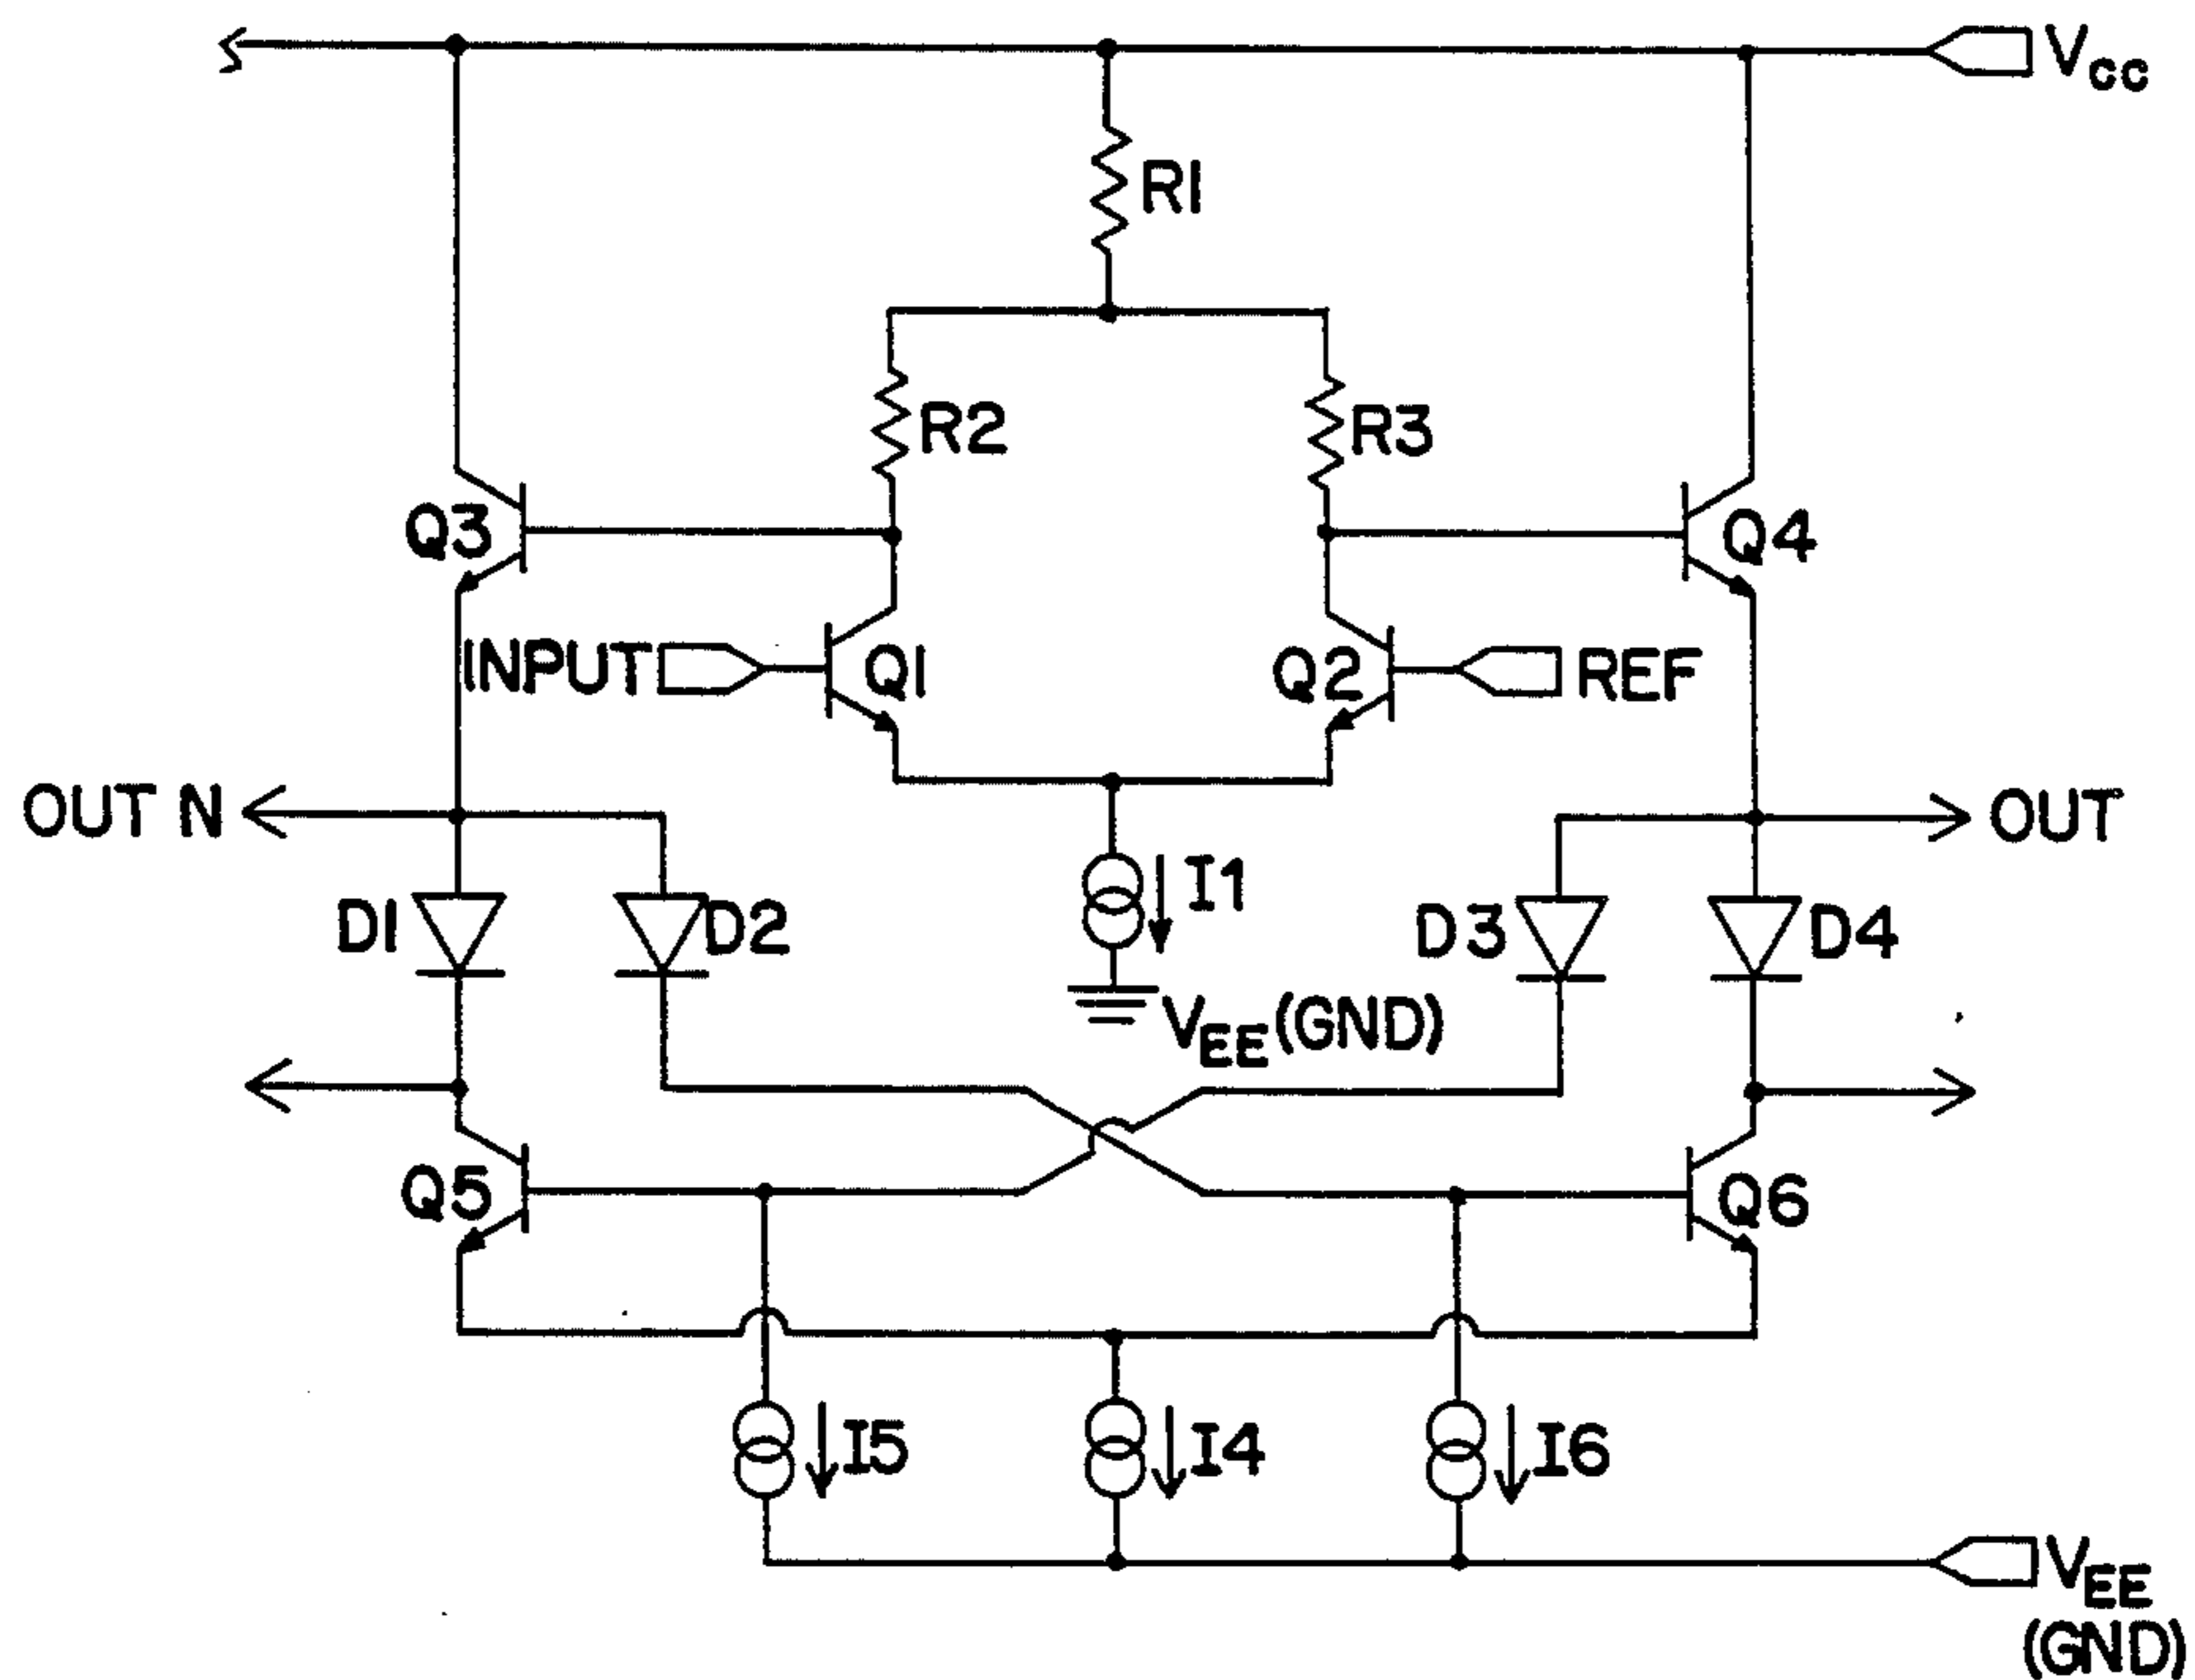 Vcc
R1
R2
R3
Q3
Q4
INPUT
Q1
Q2
REF
OUT N
OUT
I1
D1
D2
D3
D4
VEE(GND)
Q5
Q6
I5
I4
I6
VEE
(GND)